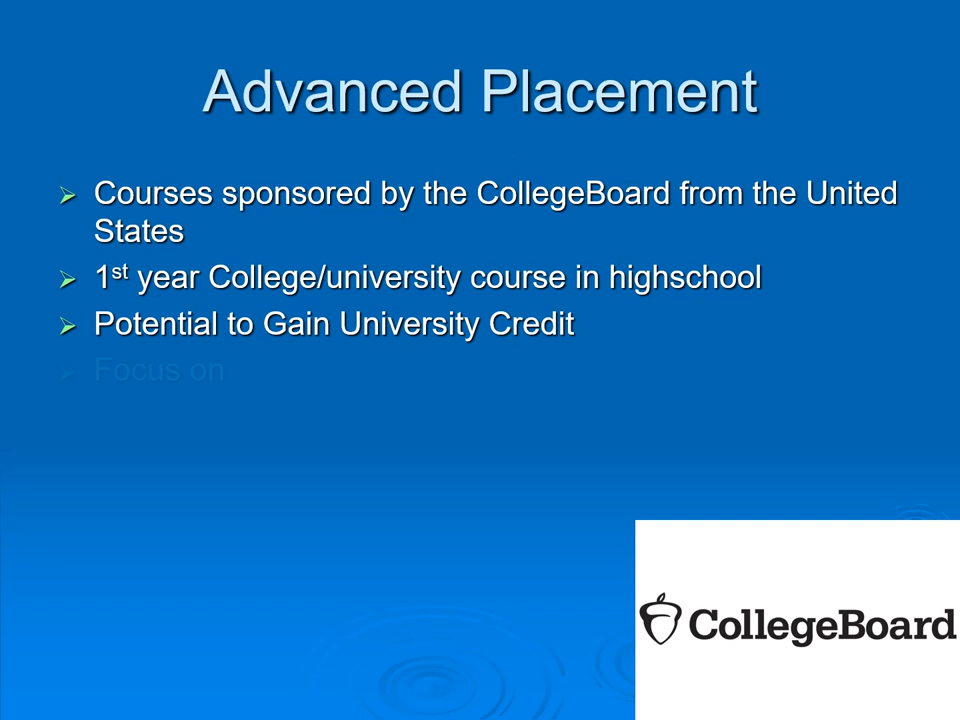 Advanced Placement
Courses sponsored by the CollegeBoard from the United
States
1st year College/university course in highschool
Potential to Gain University Credit
Focus on
CollegeBoard